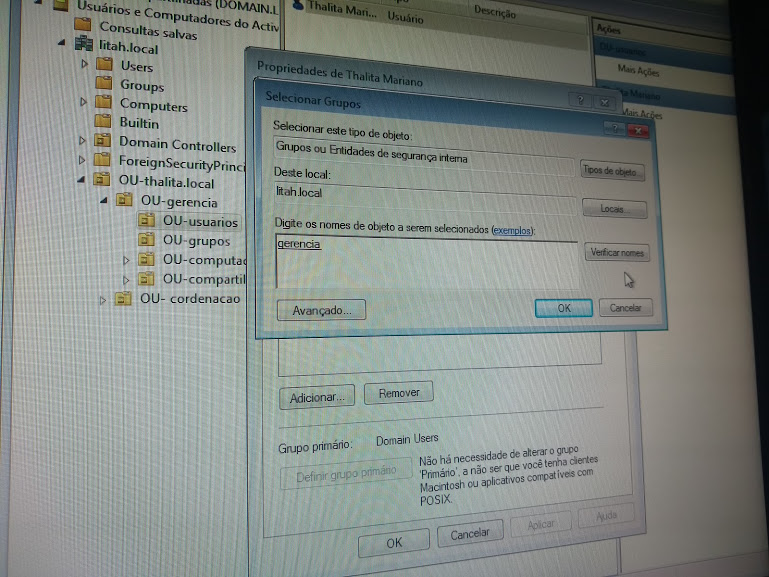 Usuários e Computadores do Activ
Consultas salvas
litah.local
Users
Groups
Computers
Builtin
Domain Controllers
ForeignSecurityPrinci
OU-thalita.local
OU-gerencia
OU-usuarios
OU-grupos
OU-computac
OU-compartil
OU- cordenacao
Thalita Mari... Usuário
Descrição
Ações
OU-usuarios
Mais Ações
Mariano
Mais Ações
Propriedades de Thalita Mariano
Selecionar Grupos
Selecionar este tipo de objeto:
Grupos ou Entidades de segurança interna
Tipos de objeto...
Deste local:
litah.local
Locais...
Digite os nomes de objeto a serem selecionados (exemplos):
gerencia
Verificar nomes
Avançado...
OK
Cancelar
Adicionar...
Remover
Grupo primário: Domain Users
Definir grupo primário
Não há necessidade de alterar o grupo
'Primário', a não ser que você tenha clientes
Macintosh ou aplicativos compatíveis com
POSIX.
OK
Cancelar
Aplicar
Ajuda